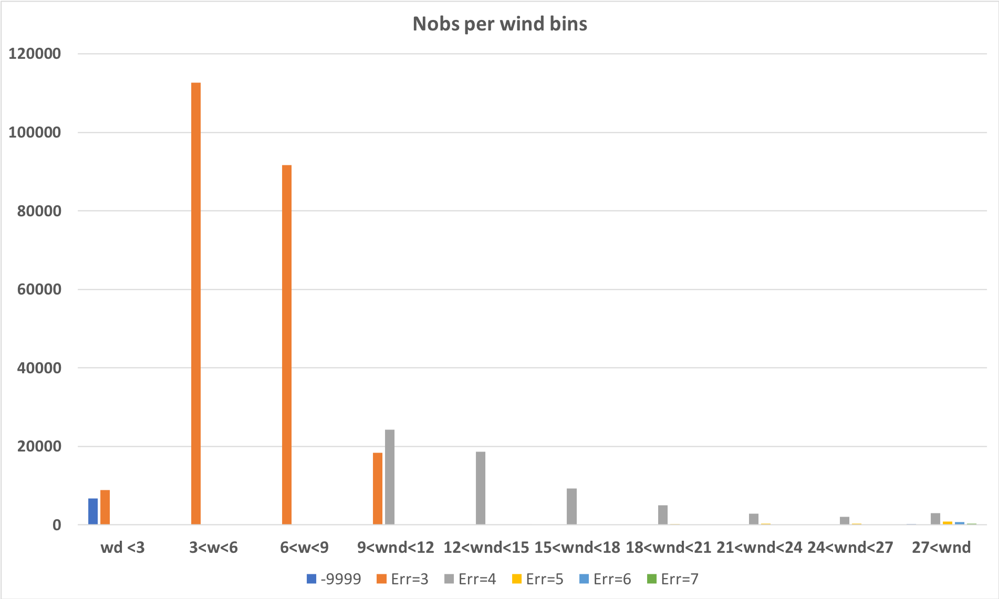 Nobs per wind bins
120000
100000
80000
60000
40000
20000
0
wd <3 3<w<6 6<w<9 9<wnd<12 12<wnd<15 15<wnd<18 18<wnd<21 21<wnd<24 24<wnd<27 27<wnd
-9999 Err=3 Err=4 Err=5 Err=6 Err=7